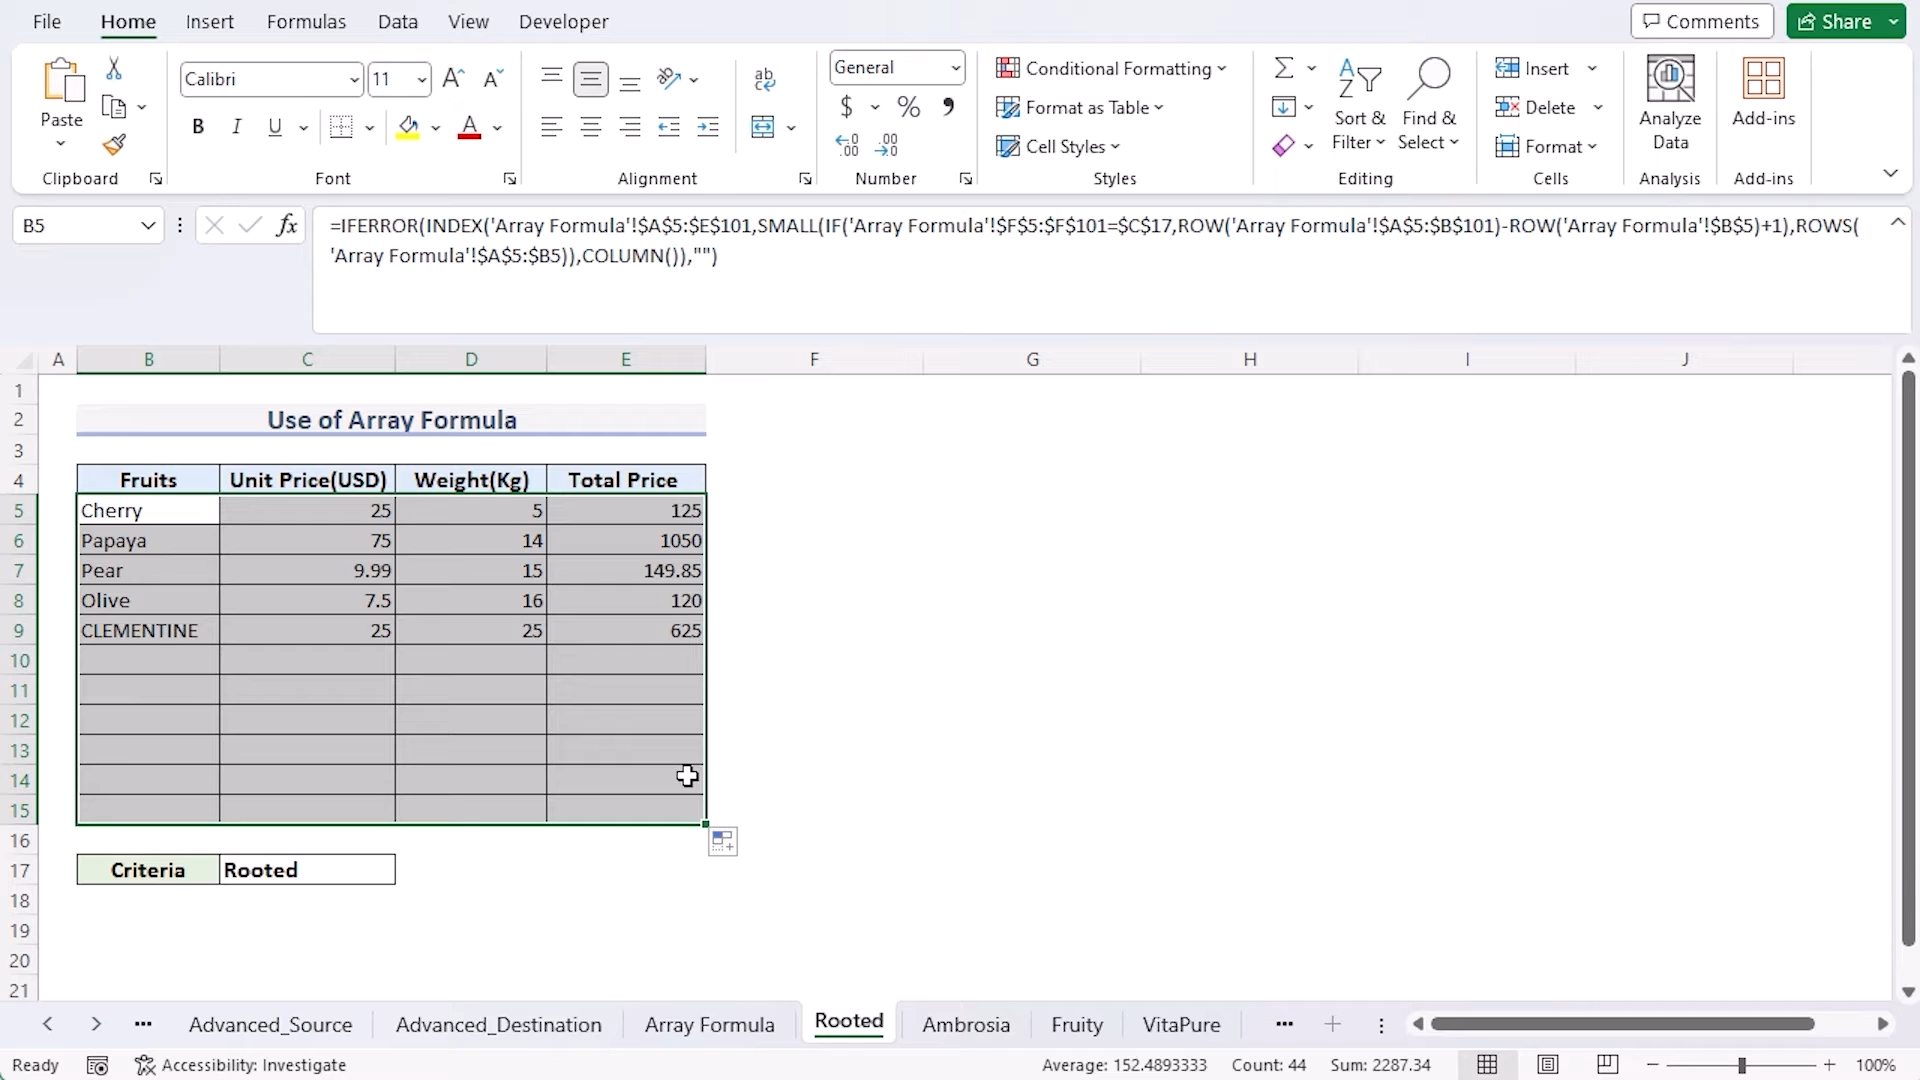 File Home Insert Formulas Data View Developer Comments Share
Calibri 11 General Conditional Formatting Insert
Paste $ % Format as Table Sort & Filter Find & Select Delete Analyze Data Add-ins
B I U A Cell Styles Format
Clipboard Font Alignment Number Styles Editing Cells Analysis Add-ins
B5 fx =IFERROR(INDEX('Array Formula'!$A$5:$E$101,SMALL(IF('Array Formula'!$F$5:$F$101=$C$17,ROW('Array Formula'!$A$5:$B$101)-ROW('Array Formula'!$B$5)+1),ROWS(
'Array Formula'!$A$5:$B5)),COLUMN()),"")
A B C D E F G H I J
1
2 Use of Array Formula
3
4 Fruits Unit Price(USD) Weight(Kg) Total Price
5 Cherry 25 5 125
6 Papaya 75 14 1050
7 Pear 9.99 15 149.85
8 Olive 7.5 16 120
9 CLEMENTINE 25 25 625
10
11
12
13
14
15
16
17 Criteria Rooted
18
19
20
21
Advanced_Source Advanced_Destination Array Formula Rooted Ambrosia Fruity VitaPure
Ready Accessibility: Investigate Average: 152.4893333 Count: 44 Sum: 2287.34 100%